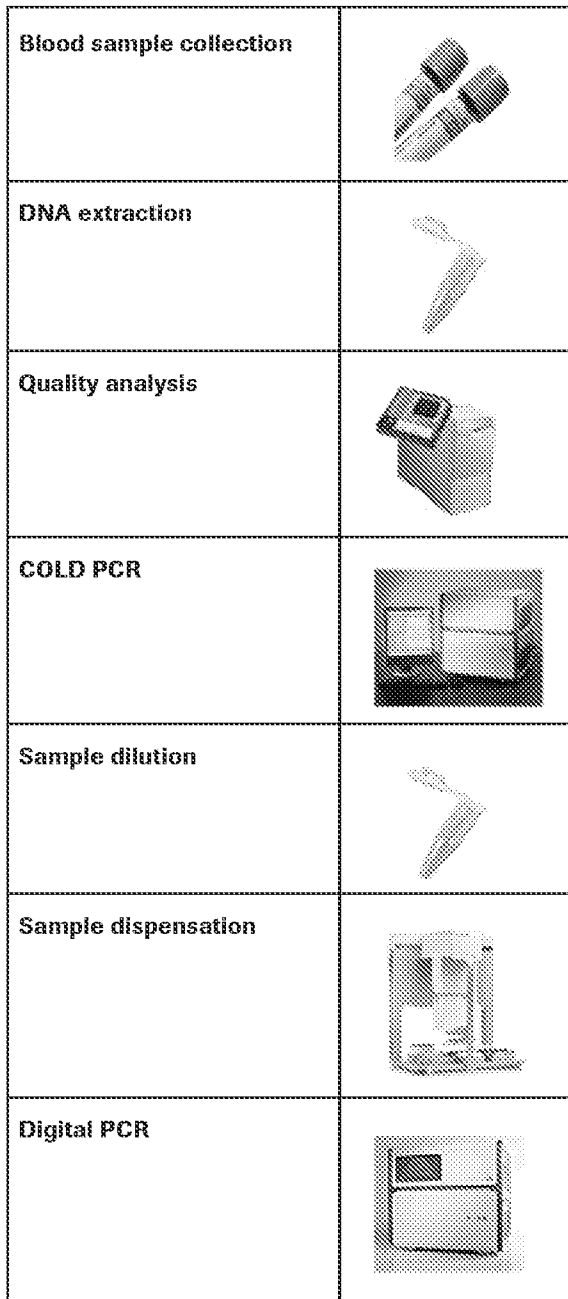 Blood sample collection
DNA extraction
Quality analysis
COLD PCR
Sample dilution
Sample dispensation
Digital PCR